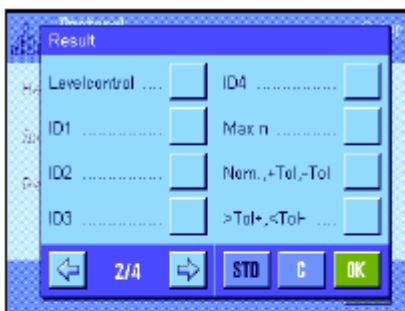 Result
Levelcontrol ....
ID1 ................
ID2 ................
ID3 ................
ID4 ...............
Max n ...........
Nom.,+Tol,-Tol
>Tol+,<Tol- ....
2/4
STD
C
OK